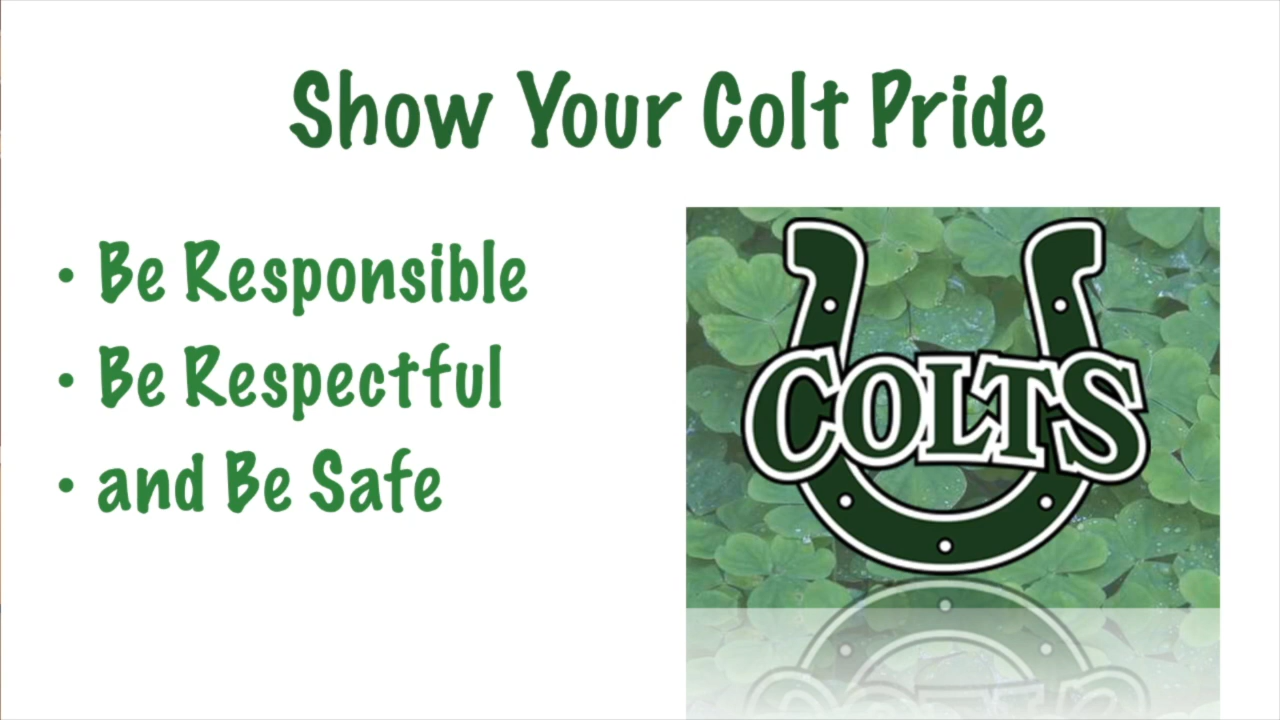 Show Your Colt Pride
• Be Responsible
• Be Respectful
• and Be Safe
COLTS